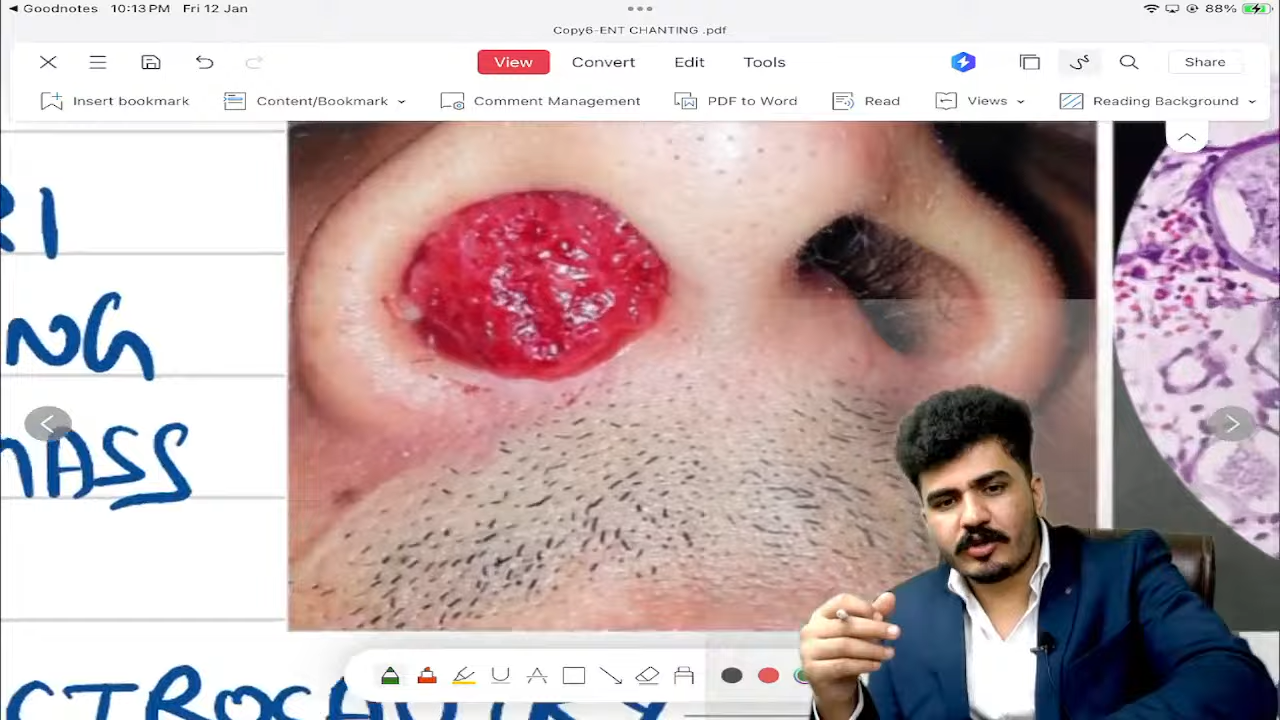 Goodnotes 10:13 PM Fri 12 Jan 88%
Copy6-ENT CHANTING .pdf
View Convert Edit Tools Share
Insert bookmark Content/Bookmark Comment Management PDF to Word Read Views Reading Background
MASS